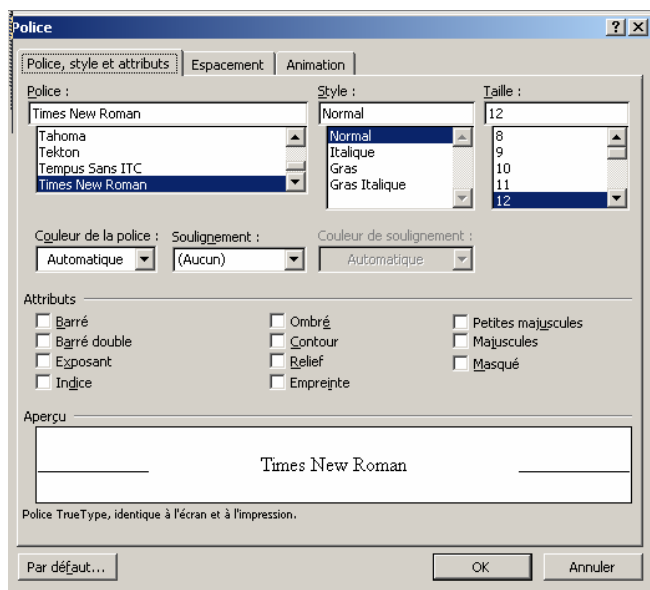 Police
Police, style et attributs Espacement Animation
Police : Style : Taille :
Times New Roman Normal 12
Tahoma Normal 8
Tekton Italique 9
Tempus Sans ITC Gras 10
Times New Roman Gras Italique 11
12
Couleur de la police : Soulignement : Couleur de soulignement :
Automatique (Aucun) Automatique
Attributs
Barré Ombré Petites majuscules
Barré double Contour Majuscules
Exposant Relief Masqué
Indice Empreinte
Aperçu
Times New Roman
Police TrueType, identique à l'écran et à l'impression.
Par défaut... OK Annuler